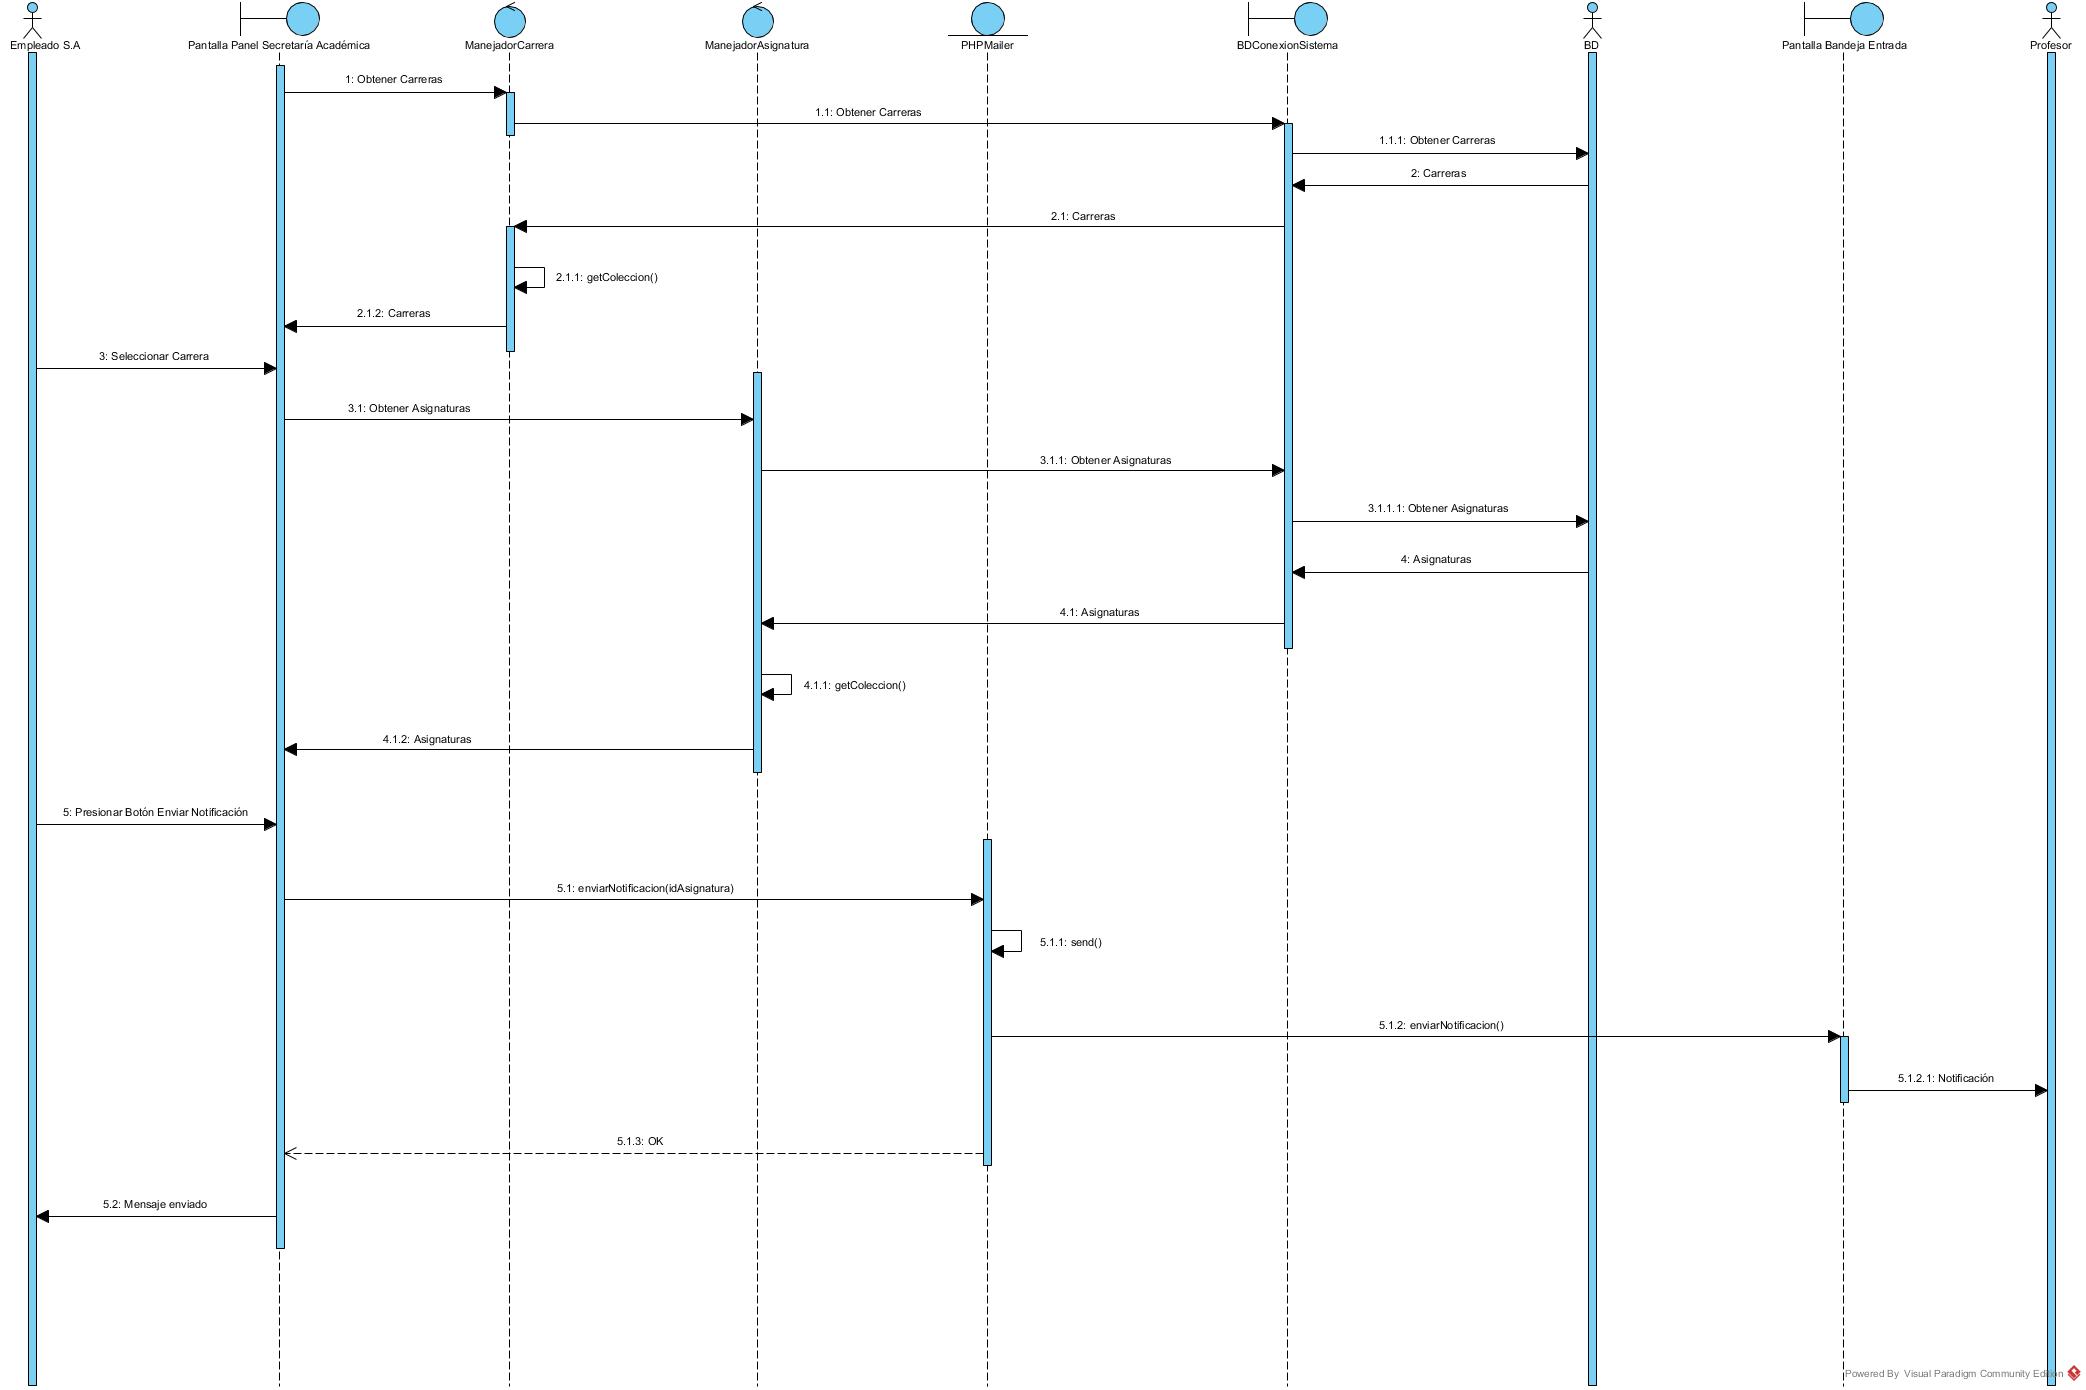 Empleado S.A
Pantalla Panel Secretaría Académica
ManejadorCarrera
ManejadorAsignatura
PHPMailer
BDConexionSistema
BD
Pantalla Bandeja Entrada
Profesor
1: Obtener Carreras
1.1: Obtener Carreras
1.1.1: Obtener Carreras
2: Carreras
2.1: Carreras
2.1.1: getColeccion()
2.1.2: Carreras
3: Seleccionar Carrera
3.1: Obtener Asignaturas
3.1.1: Obtener Asignaturas
3.1.1.1: Obtener Asignaturas
4: Asignaturas
4.1: Asignaturas
4.1.1: getColeccion()
4.1.2: Asignaturas
5: Presionar Botón Enviar Notificación
5.1: enviarNotificacion(idAsignatura)
5.1.1: send()
5.1.2: enviarNotificacion()
5.1.2.1: Notificación
5.1.3: OK
5.2: Mensaje enviado
Powered By Visual Paradigm Community Edition